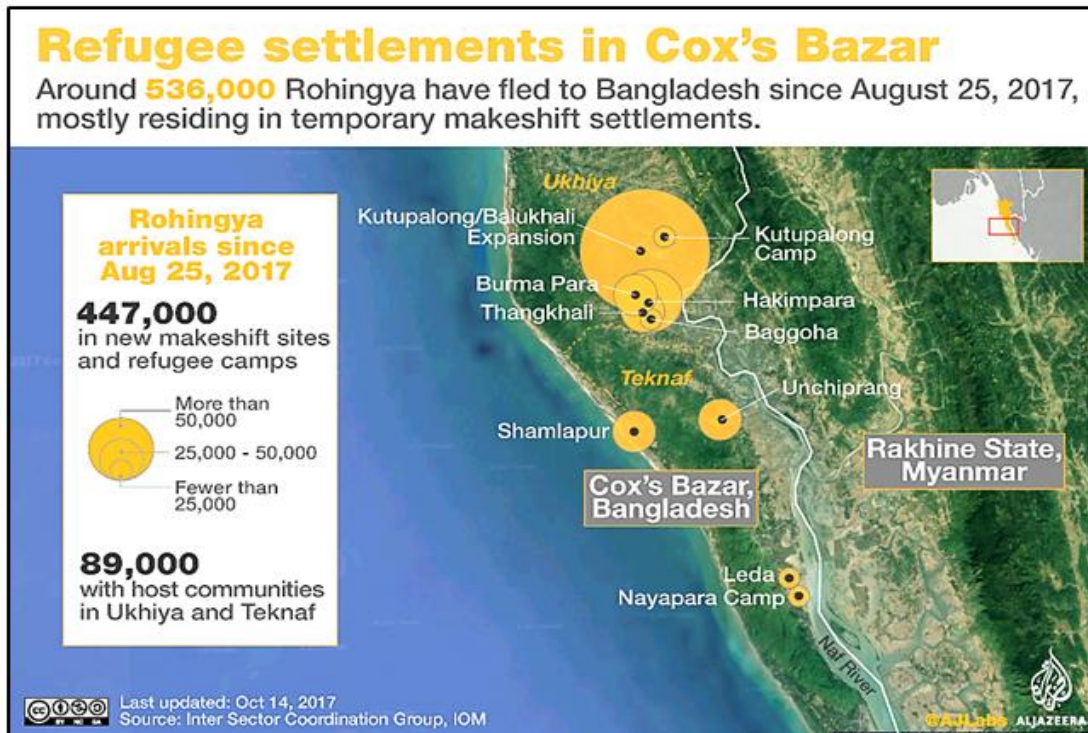 Refugee settlements in Cox's Bazar
Around 536,000 Rohingya have fled to Bangladesh since August 25, 2017,
mostly residing in temporary makeshift settlements.
Rohingya
arrivals since
Aug 25, 2017
447,000
in new makeshift sites
and refugee camps
More than
50,000
25,000 - 50,000
Fewer than
25,000
89,000
with host communities
in Ukhiya and Teknaf
Ukhiya
Kutupalong/Balukhali
Expansion
Kutupalong
Camp
Burma Para
Hakimpara
Thangkhali
Baggoha
Teknaf
Unchiprang
Shamlapur
Rakhine State,
Myanmar
Cox's Bazar,
Bangladesh
Leda
Nayapara Camp
Naf River
Last updated: Oct 14, 2017
Source: Inter Sector Coordination Group, IOM
CC BY NC SA
@AJLabs
ALJAZEERA